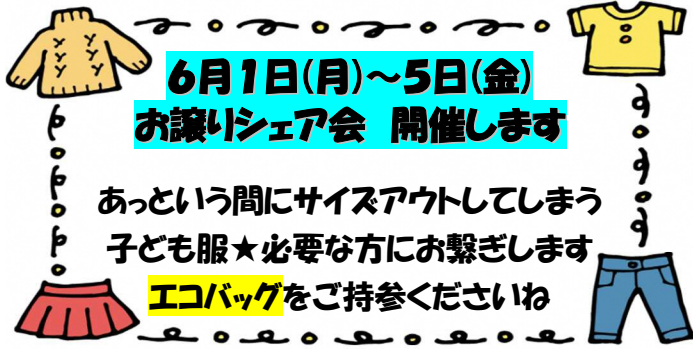 6月1日(月)～5日(金)
お譲りシェア会　開催します
あっという間にサイズアウトしてしまう
子ども服★必要な方にお繋ぎします
エコバッグをご持参くださいね